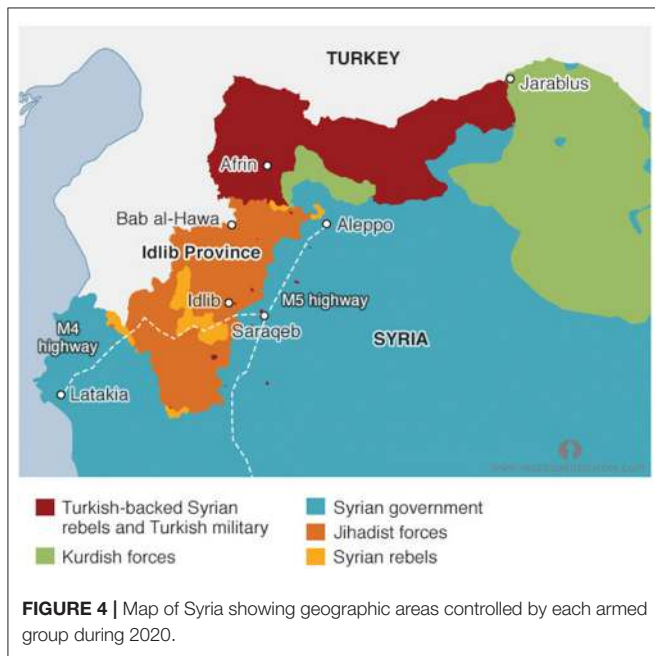 TURKEY
Jarablus
Afrin
Bab al-Hawa
Aleppo
Idlib Province
Idlib
M5 highway
M4
highway
Saraqeb
SYRIA
Latakia
Turkish-backed Syrian
rebels and Turkish military
Kurdish forces
Syrian government
Jihadist forces
Syrian rebels
FIGURE 4 | Map of Syria showing geographic areas controlled by each armed
group during 2020.